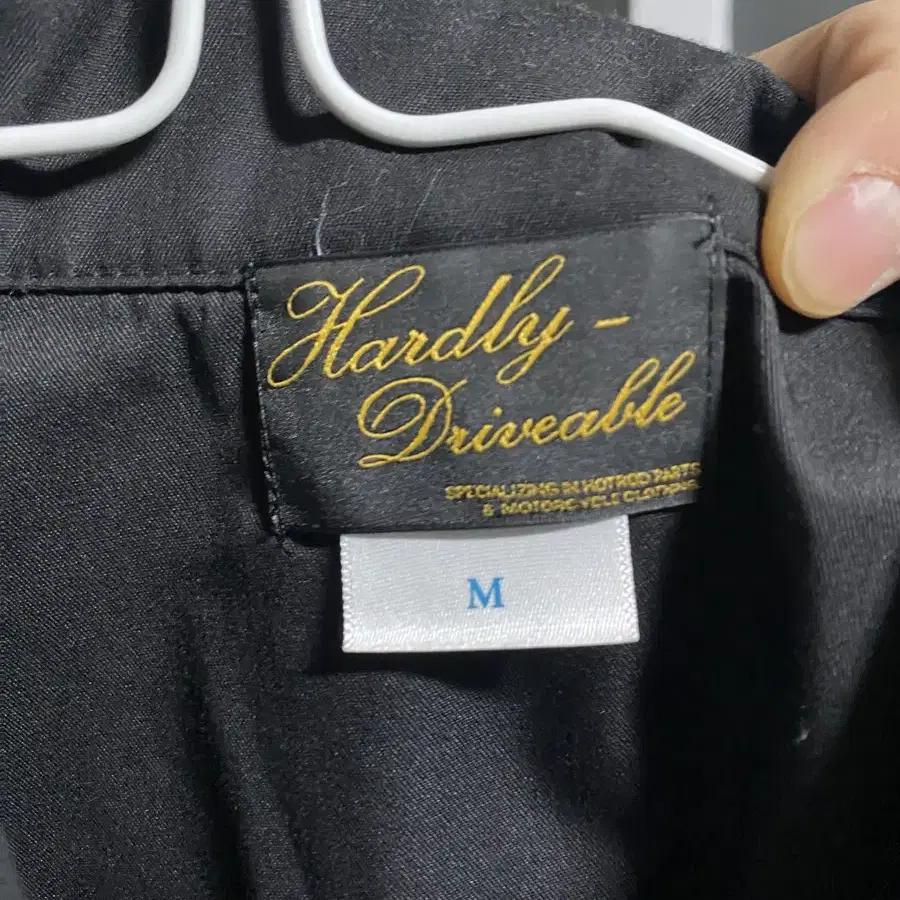 Hardly -
Driveable
SPECIALIZING IN HOTROD PARTS
& MOTORCYCLE CLOTHING
M